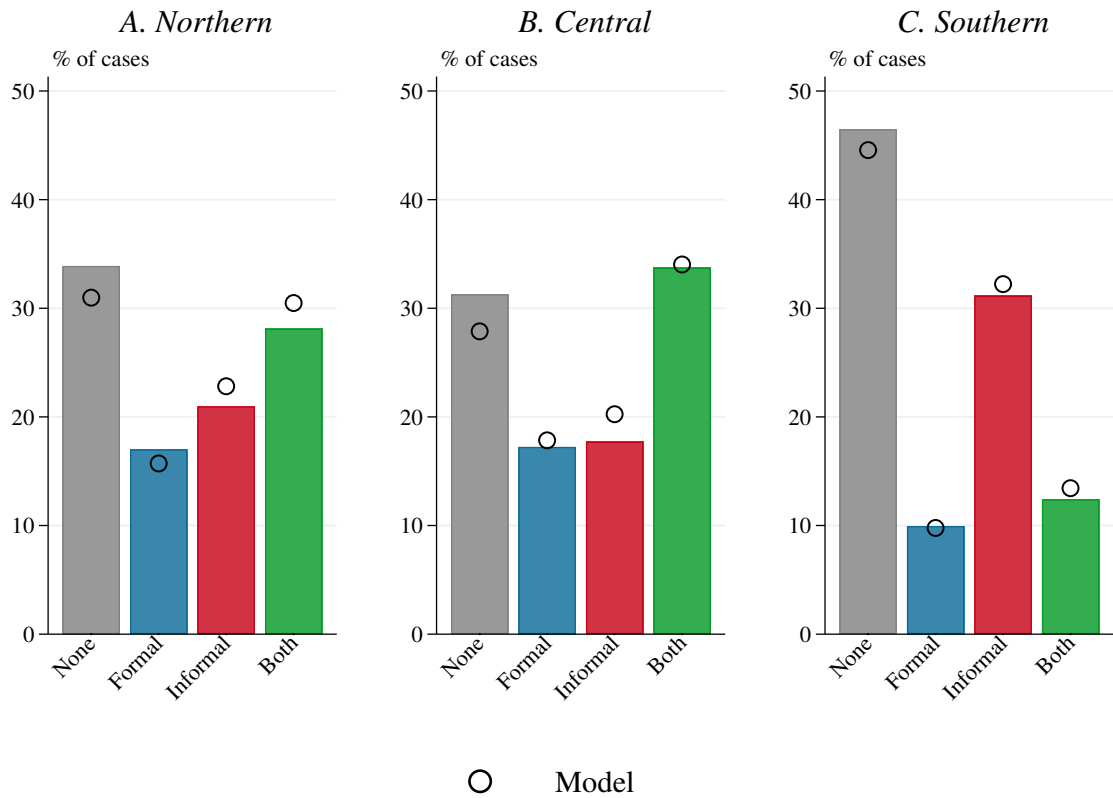 A. Northern
% of cases
50
40
30
20
10
0
None
Formal
Informal
Both
B. Central
% of cases
50
40
30
20
10
0
None
Formal
Informal
Both
C. Southern
% of cases
50
40
30
20
10
0
None
Formal
Informal
Both
Model